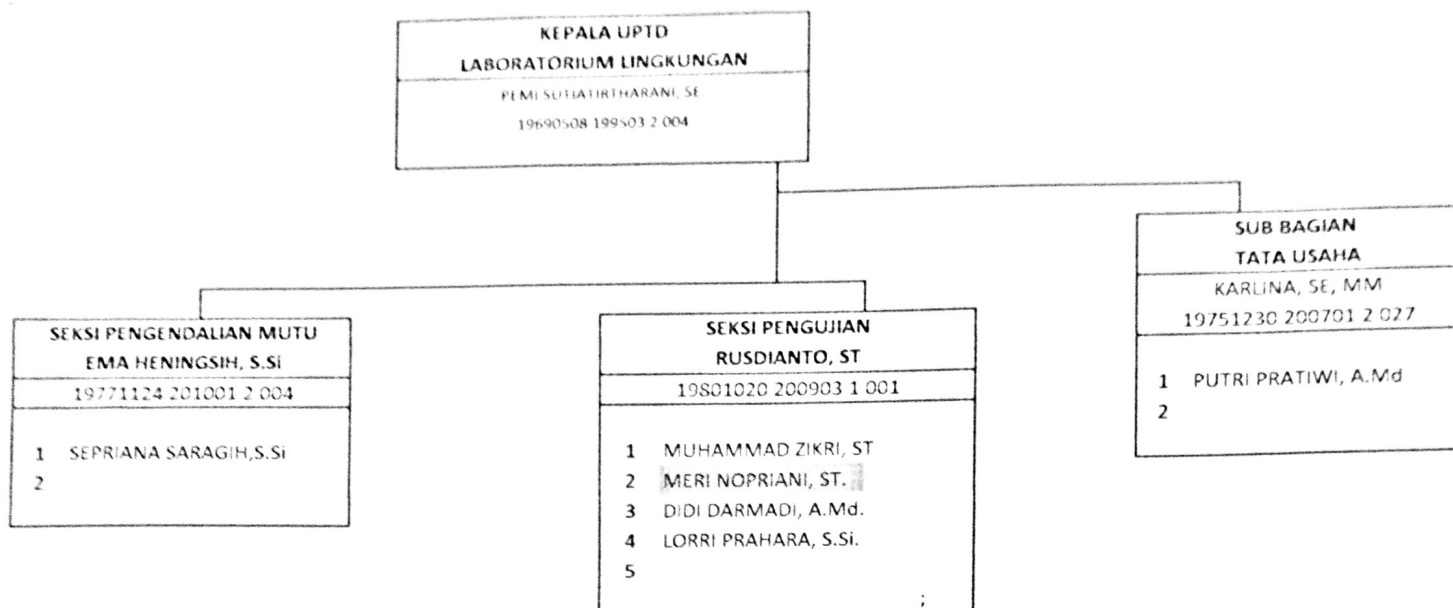 KEPALA UPTD
LABORATORIUM LINGKUNGAN
PEMI SUTIATIRTHARANI, SE
19690508 199503 2 004
SUB BAGIAN
TATA USAHA
KARLINA, SE, MM
19751230 200701 2 027
1 PUTRI PRATIWI, A.Md
2
SEKSI PENGENDALIAN MUTU
EMA HENINGSIH, S.Si
19771124 201001 2 004
1 SEPRIANA SARAGIH,S.Si
2
SEKSI PENGUJIAN
RUSDIANTO, ST
19801020 200903 1 001
1 MUHAMMAD ZIKRI, ST
2 MERI NOPRIANI, ST.
3 DIDI DARMADI, A.Md.
4 LORRI PRAHARA, S.Si.
5
;